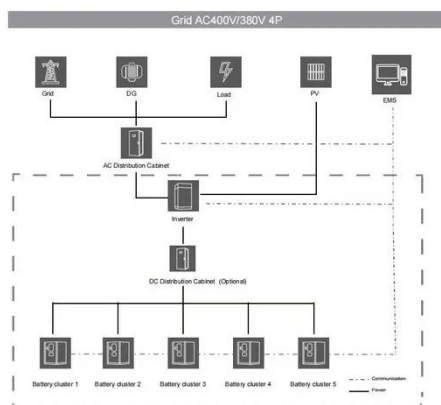 Grid AC400V/380V 4P
Grid
DG
Load
PV
EMS
AC Distribution Cabinet
Inverter
DC Distribution Cabinet (Optional)
Battery cluster 1
Battery cluster 2
Battery cluster 3
Battery cluster 4
Battery cluster 5
Communication
Power